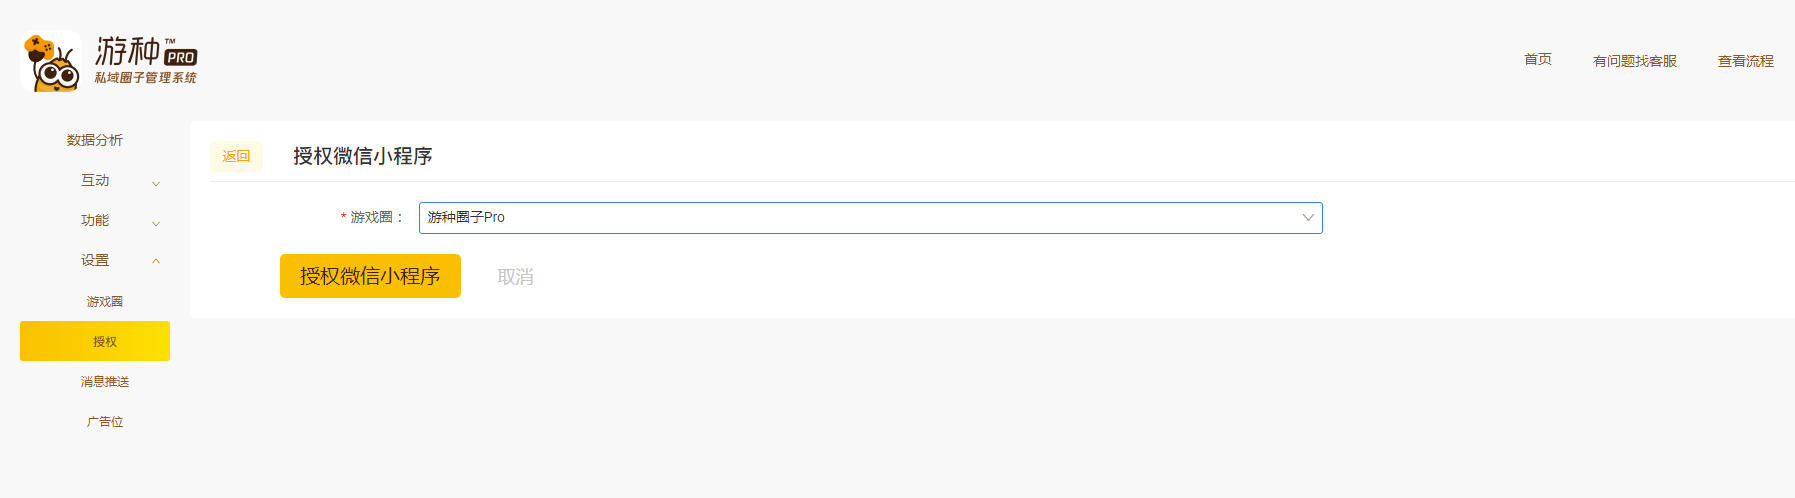 游种™ PRO
私域圈子管理系统
首页 有问题找客服 查看流程
数据分析
互动
功能
设置
游戏圈
授权
消息推送
广告位
返回 授权微信小程序
* 游戏圈： 游种圈子Pro
授权微信小程序 取消